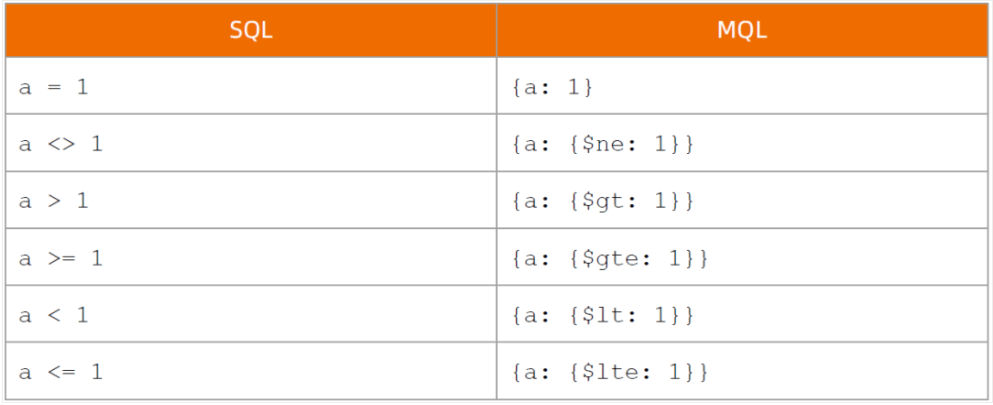 SQL MQL
a = 1 {a: 1}
a <> 1 {a: {$ne: 1}}
a > 1 {a: {$gt: 1}}
a >= 1 {a: {$gte: 1}}
a < 1 {a: {$lt: 1}}
a <= 1 {a: {$lte: 1}}